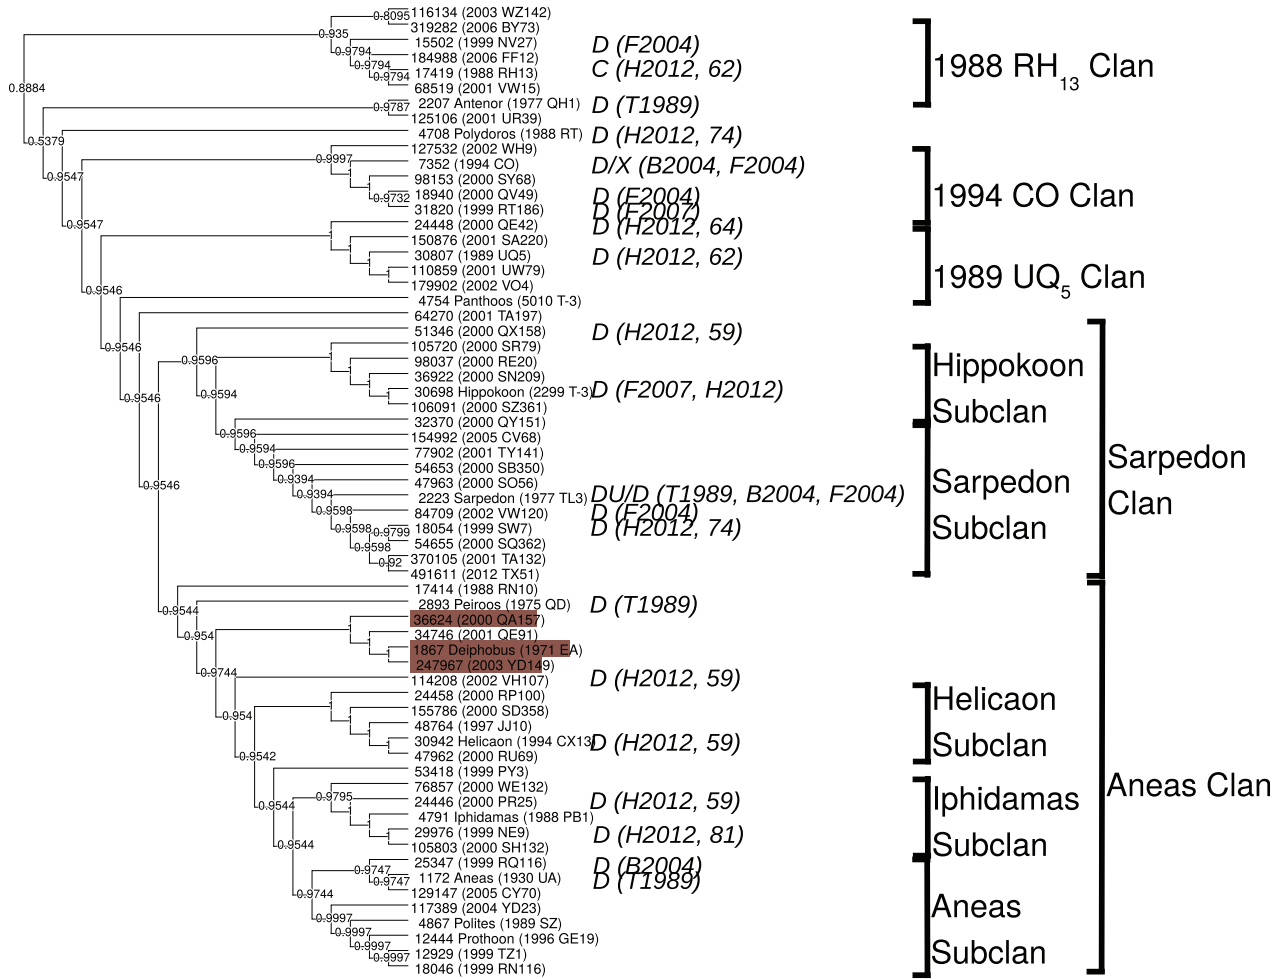 116134 (2003 WZ142)
0.8095
319282 (2006 BY73)
0.935
15502 (1999 NV27) D (F2004)
0.9794
184988 (2006 FF12)
0.9794
17419 (1988 RH13) C (H2012, 62)
0.9794
1988 RH13 Clan
68519 (2001 VW15)
0.8884
2207 Antenor (1977 QH1) D (T1989)
0.9787
125106 (2001 UR39)
4708 Polydoros (1988 RT) D (H2012, 74)
0.5379
127532 (2002 WH9)
0.9997
7352 (1994 CO) D/X (B2004, F2004)
0.9547
98153 (2000 SY68)
18940 (2000 QV49) D (F2004)
0.9732
1994 CO Clan
31820 (1999 RT186) D (F2007)
24448 (2000 QE42) D (H2012, 64)
0.9547
150876 (2001 SA220)
30807 (1989 UQ5) D (H2012, 62)
110859 (2001 UW79)
1989 UQ5 Clan
179902 (2002 VO4)
0.9546
4754 Panthoos (5010 T-3)
64270 (2001 TA197)
51346 (2000 QX158) D (H2012, 59)
105720 (2000 SR79)
0.9546
98037 (2000 RE20)
0.9596
Hippokoon
36922 (2000 SN209)
30698 Hippokoon (2299 T-3) D (F2007, H2012)
0.9594
0.9546
106091 (2000 SZ361)
Subclan
32370 (2000 QY151)
0.9596
154992 (2005 CV68)
0.9594
77902 (2001 TY141)
Sarpedon
0.9596
54653 (2000 SB350)
0.9394
47963 (2000 SO56)
Sarpedon
0.9546
0.9394
2223 Sarpedon (1977 TL3) DU/D (T1989, B2004, F2004)
Clan
0.9598
84709 (2002 VW120) D (F2004)
0.9598
0.9799
18054 (1999 SW7) D (H2012, 74)
Subclan
0.9598
54655 (2000 SQ362)
0.92
370105 (2001 TA132)
491611 (2012 TX51)
17414 (1988 RN10)
2893 Peiroos (1975 QD) D (T1989)
0.9544
36624 (2000 QA157)
0.954
34746 (2001 QE91)
1867 Deiphobus (1971 EA)
247967 (2003 YD149)
0.9744
114208 (2002 VH107) D (H2012, 59)
24458 (2000 RP100)
Helicaon
155786 (2000 SD358)
0.954
48764 (1997 JJ10)
30942 Helicaon (1994 CX13) D (H2012, 59)
Subclan
47962 (2000 RU69)
0.9542
53418 (1999 PY3)
76857 (2000 WE132)
Aneas Clan
0.9795
24446 (2000 PR25) D (H2012, 59)
Iphidamas
0.9544
4791 Iphidamas (1988 PB1)
29976 (1999 NE9) D (H2012, 81)
105803 (2000 SH132)
Subclan
0.9544
25347 (1999 RQ116) D (B2004)
0.9747
1172 Aneas (1930 UA) D (T1989)
0.9747
129147 (2005 CY70)
0.9744
117389 (2004 YD23)
Aneas
0.9997
4867 Polites (1989 SZ)
0.9997
12444 Prothoon (1996 GE19)
0.9997
12929 (1999 TZ1)
0.9997
Subclan
18046 (1999 RN116)